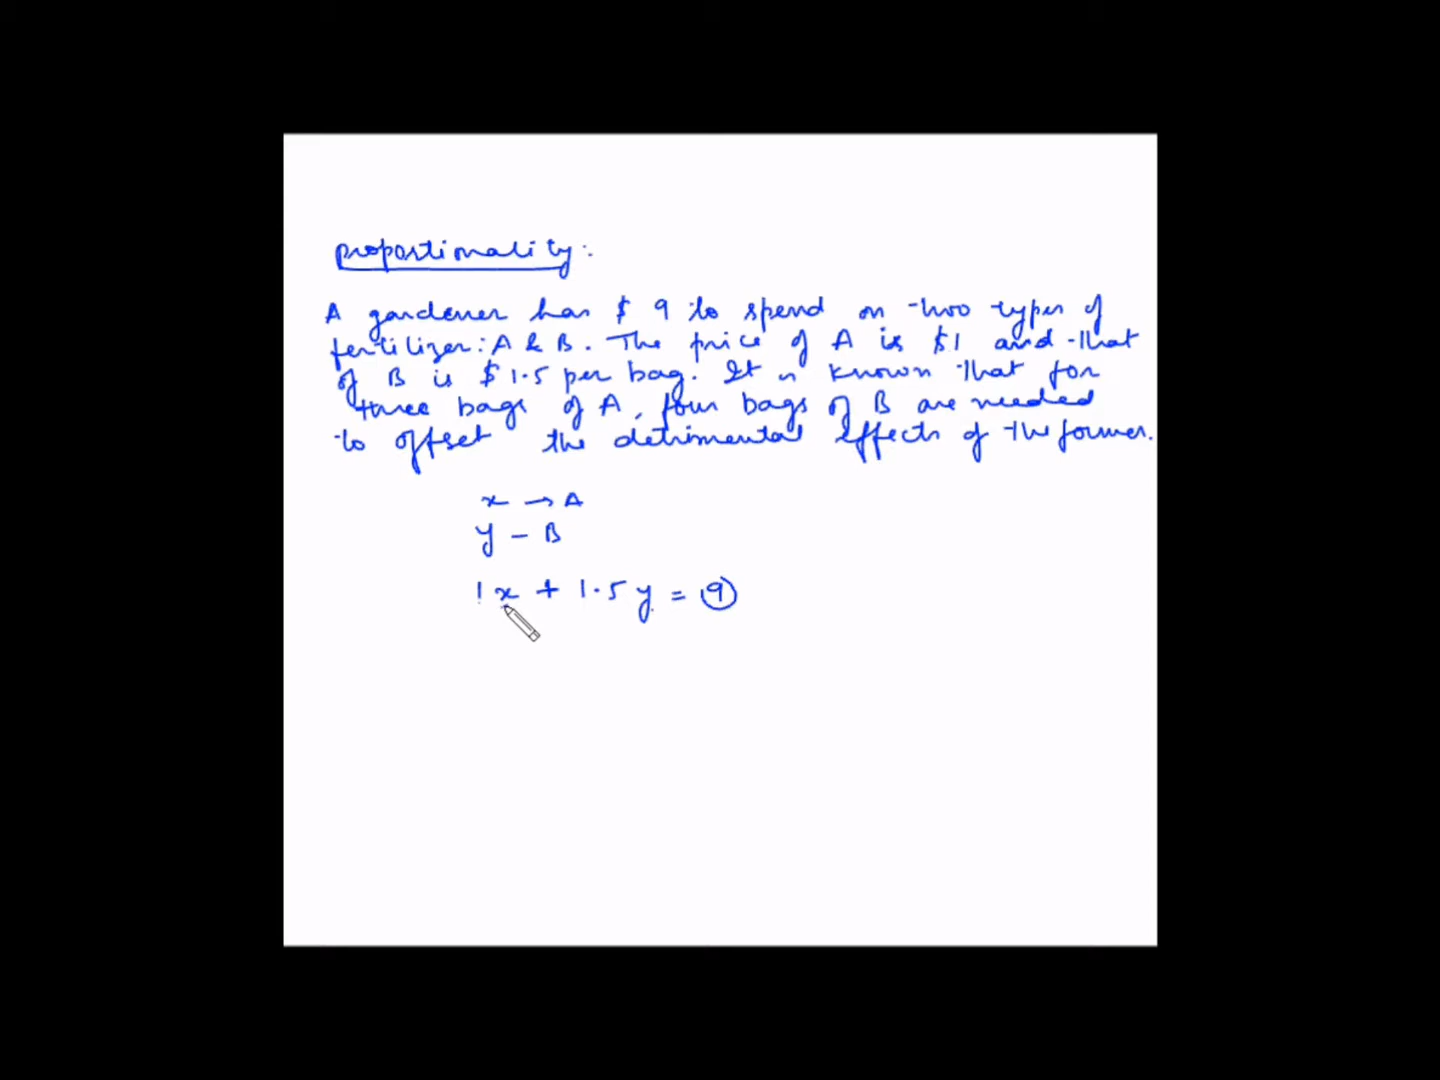 proportionality:
A gardener has $ 9 to spend on two types of
fertilizer: A & B. The price of A is $1 and that
of B is $1.5 per bag. It is known that for
three bags of A, four bags of B are needed
to offset the detrimental effects of the former.
x → A
y - B
1x + 1.5y = 9